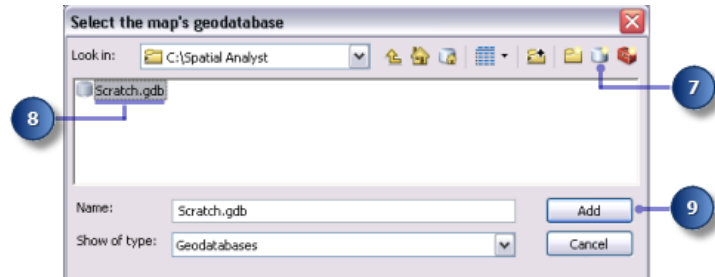 Select the map's geodatabase
Look in: C:\Spatial Analyst
7
Scratch.gdb
8
Name: Scratch.gdb Add
9
Show of type: Geodatabases Cancel